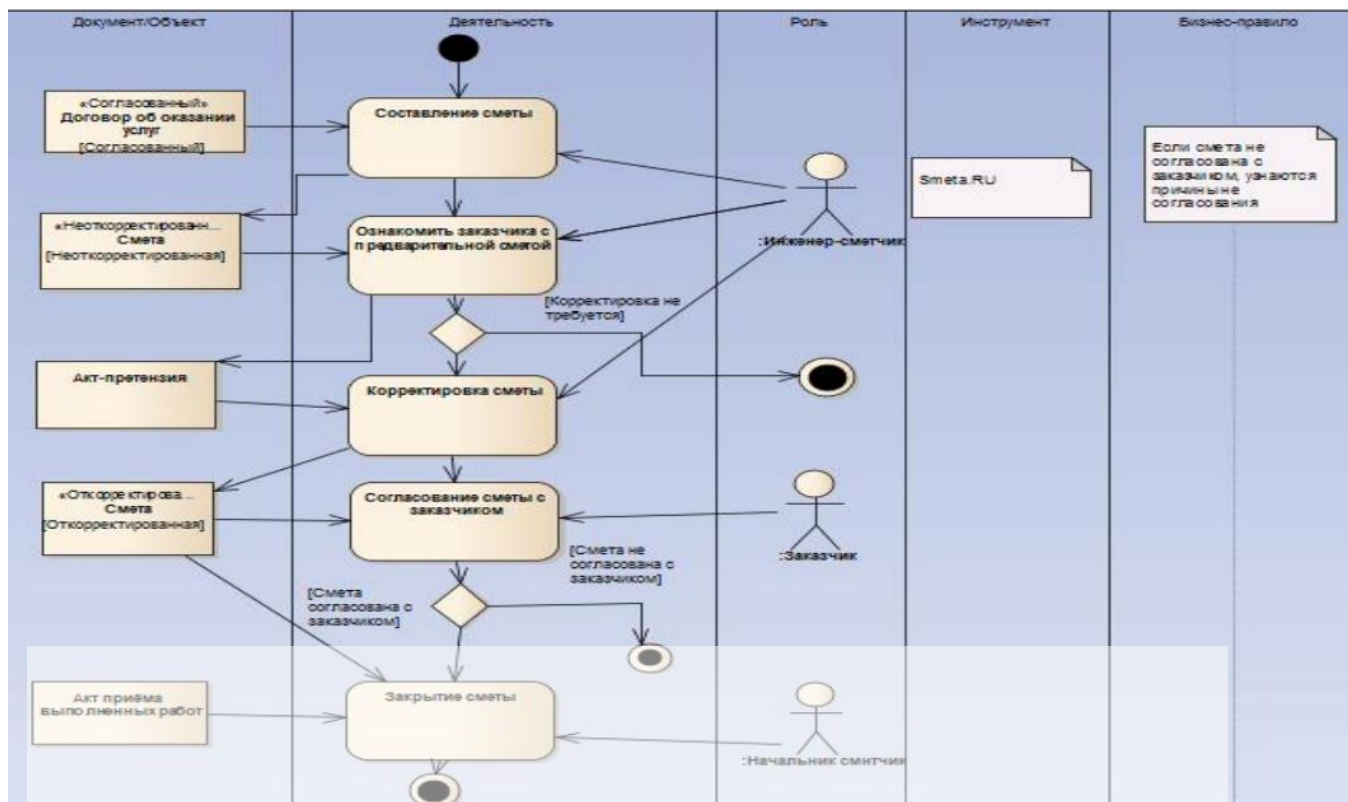 Документ/Объект
Деятельность
Роль
Инструмент
Бизнес-правило
«Согласованный»
Договор об оказании
услуг
[Согласованный]
Составление сметы
Если смета не
согласована с
заказчиком, узнаются
причины не
согласования
Smeta.RU
«Неоткорректированн...
Смета
[Неоткорректированная]
Ознакомить заказчика с
предварительной сметой
:Инженер-сметчик
[Корректировка не
требуется]
Акт-претензия
Корректировка сметы
«Откорректирова...
Смета
[Откорректированная]
Согласование сметы с
заказчиком
:Заказчик
[Смета не
согласована с
заказчиком]
[Смета
согласована с
заказчиком]
Акт приёма
выполненных работ
Закрытие сметы
:Начальник смнтчик